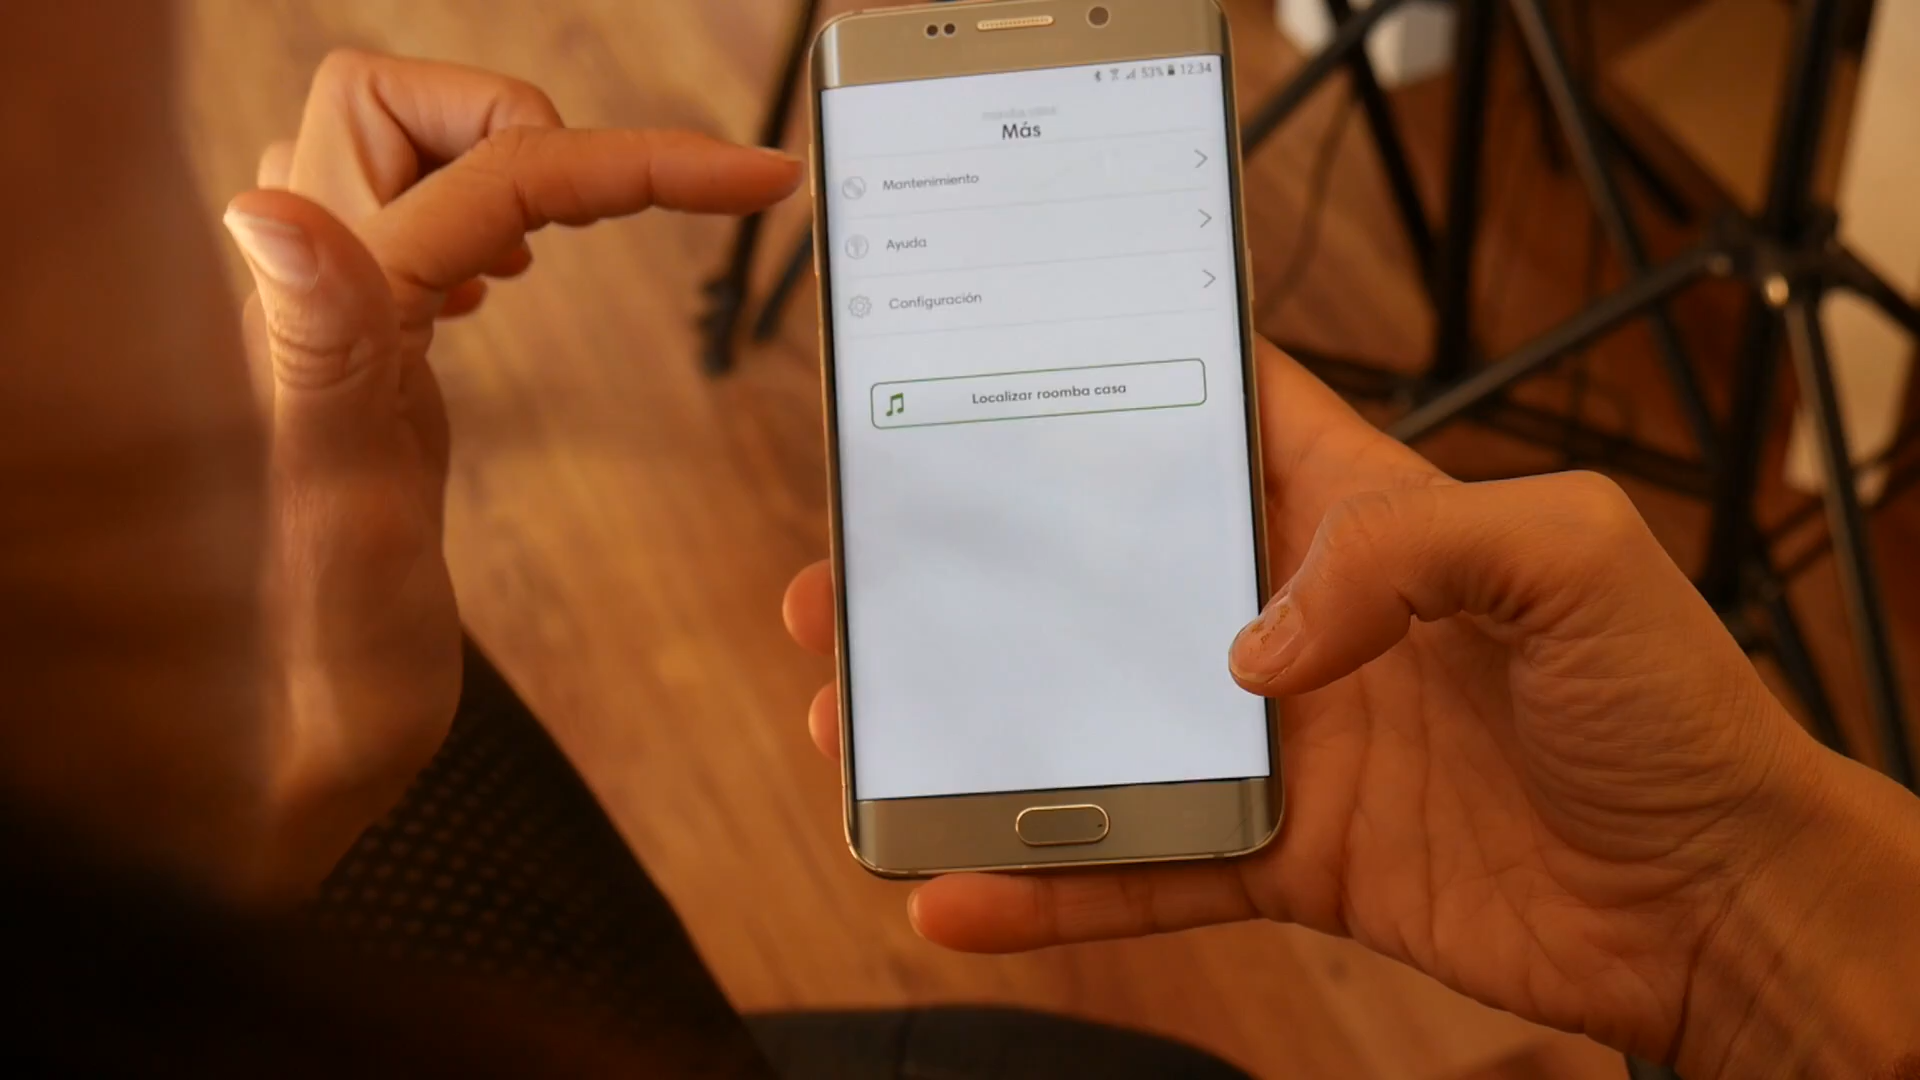 53% 12:34
Más
Mantenimiento
Ayuda
Configuración
Localizar roomba casa